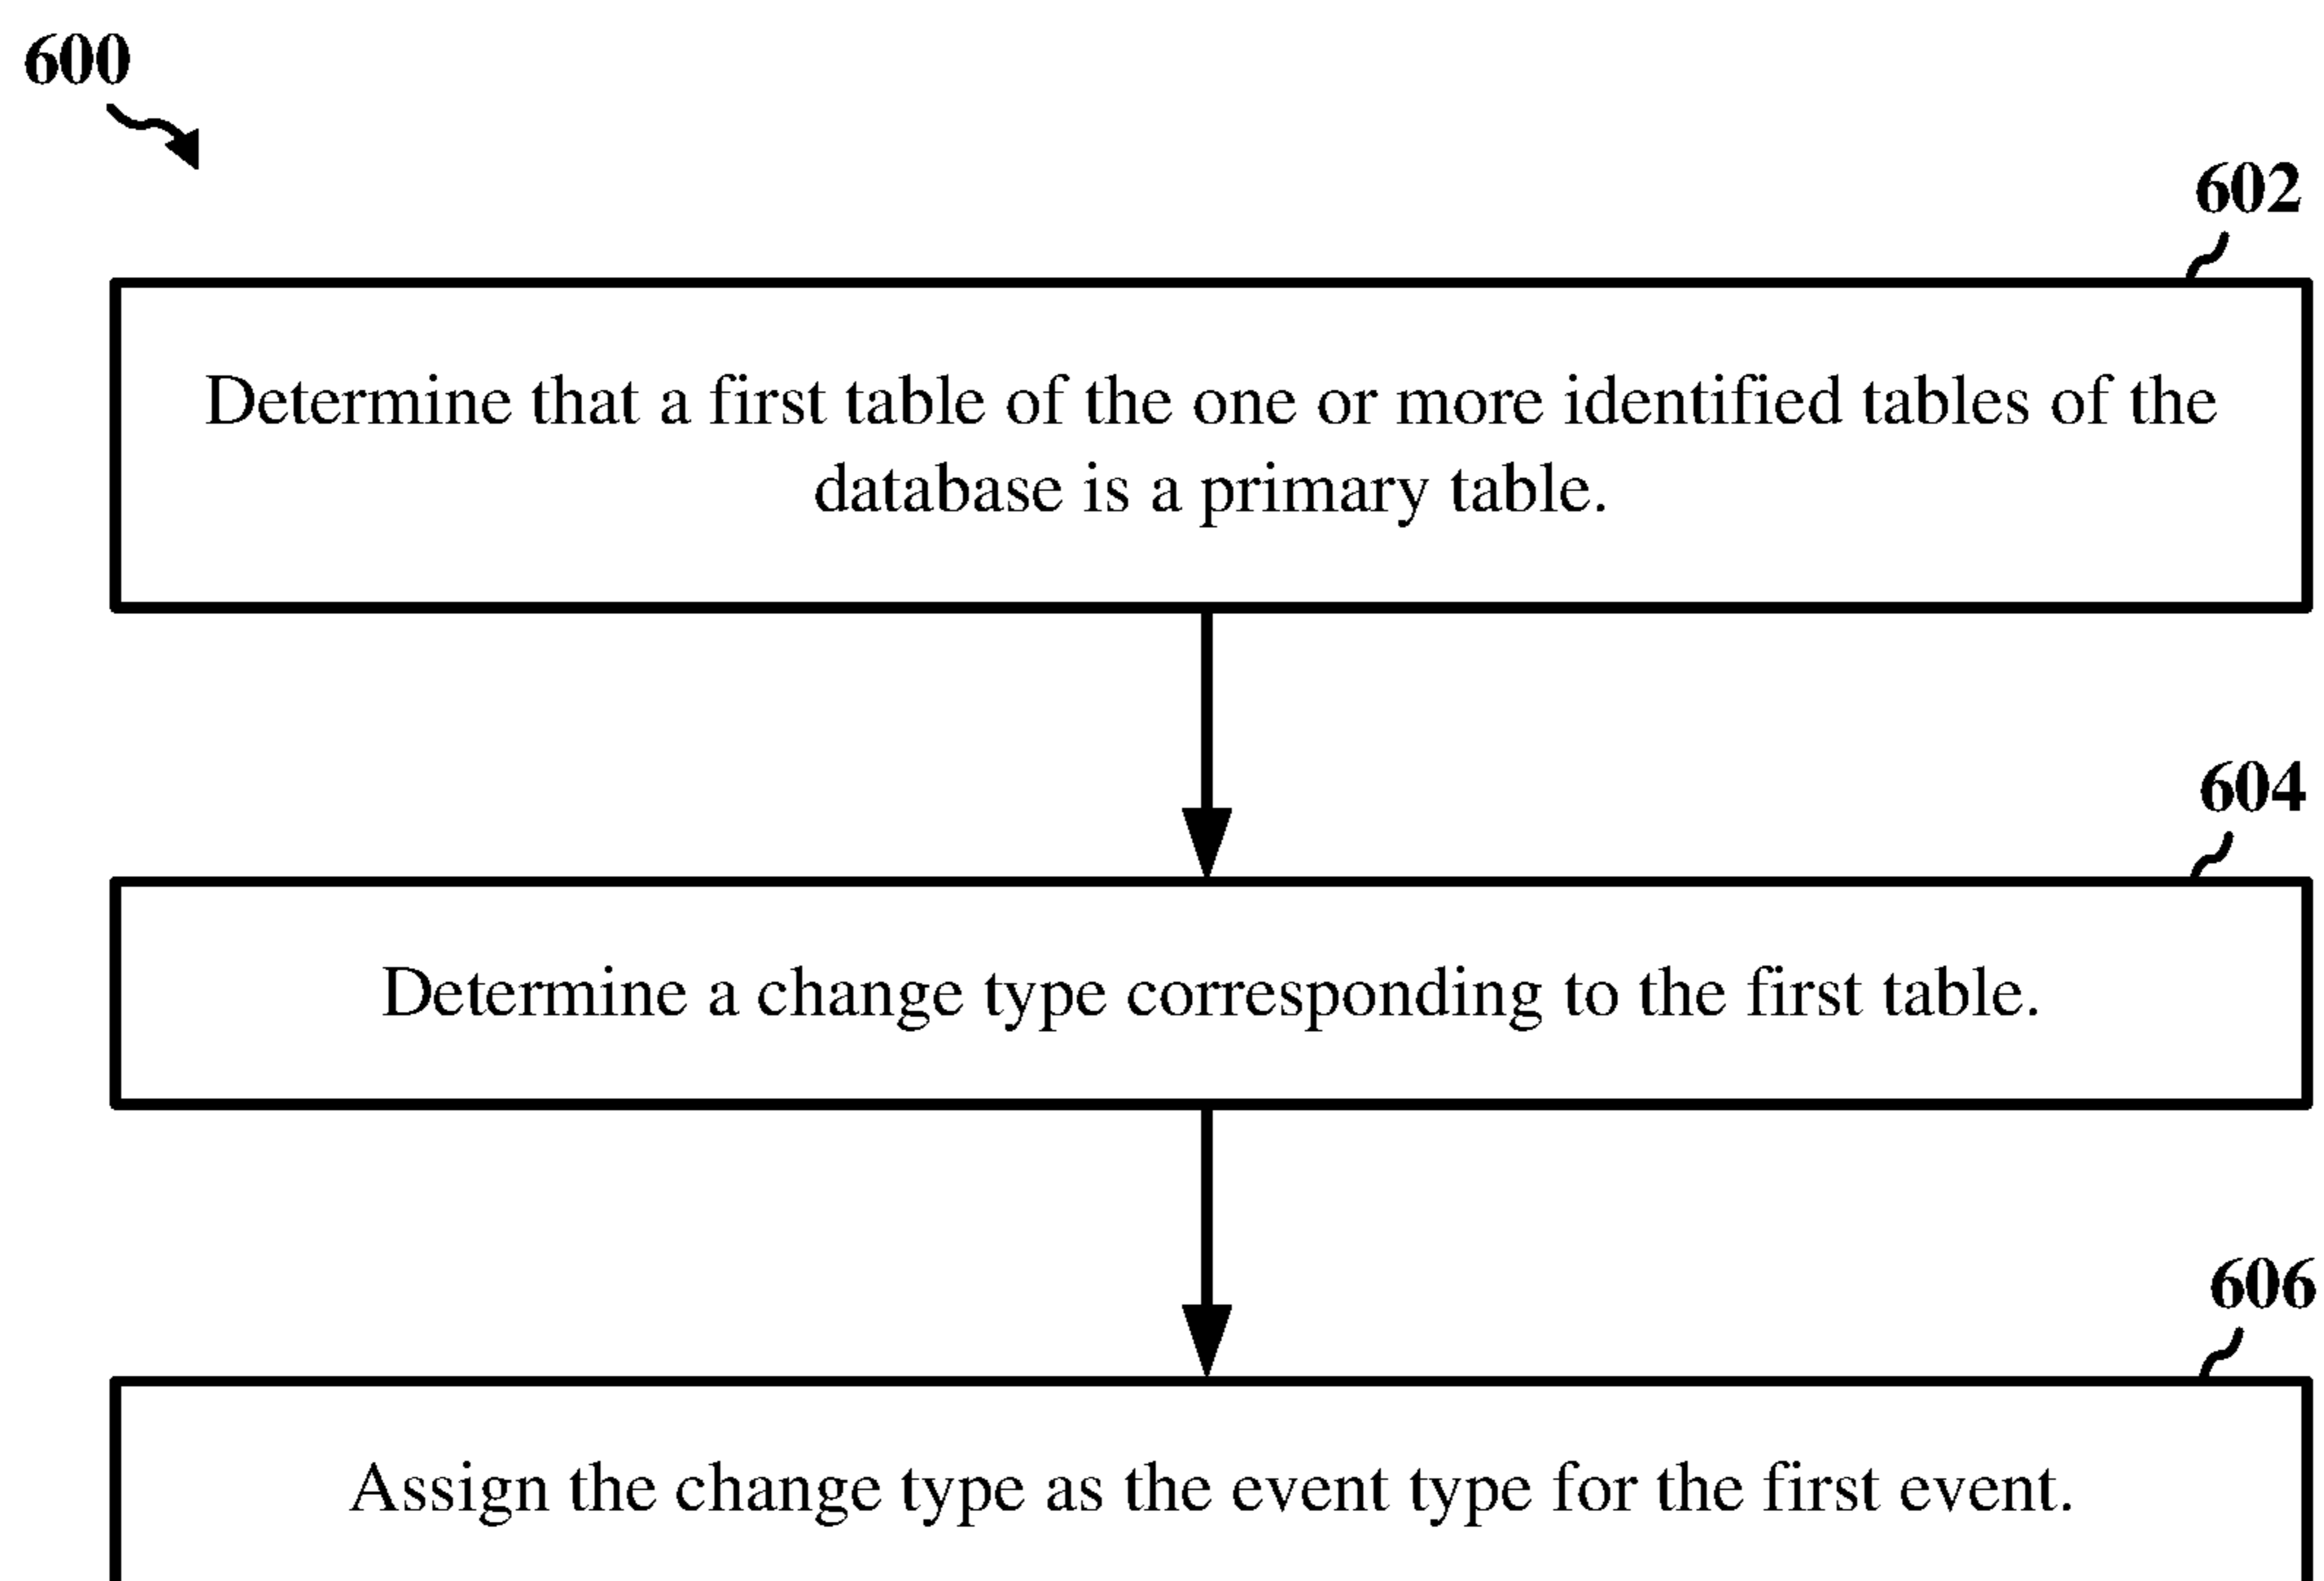 600
602
Determine that a first table of the one or more identified tables of the
database is a primary table.
604
Determine a change type corresponding to the first table.
606
Assign the change type as the event type for the first event.